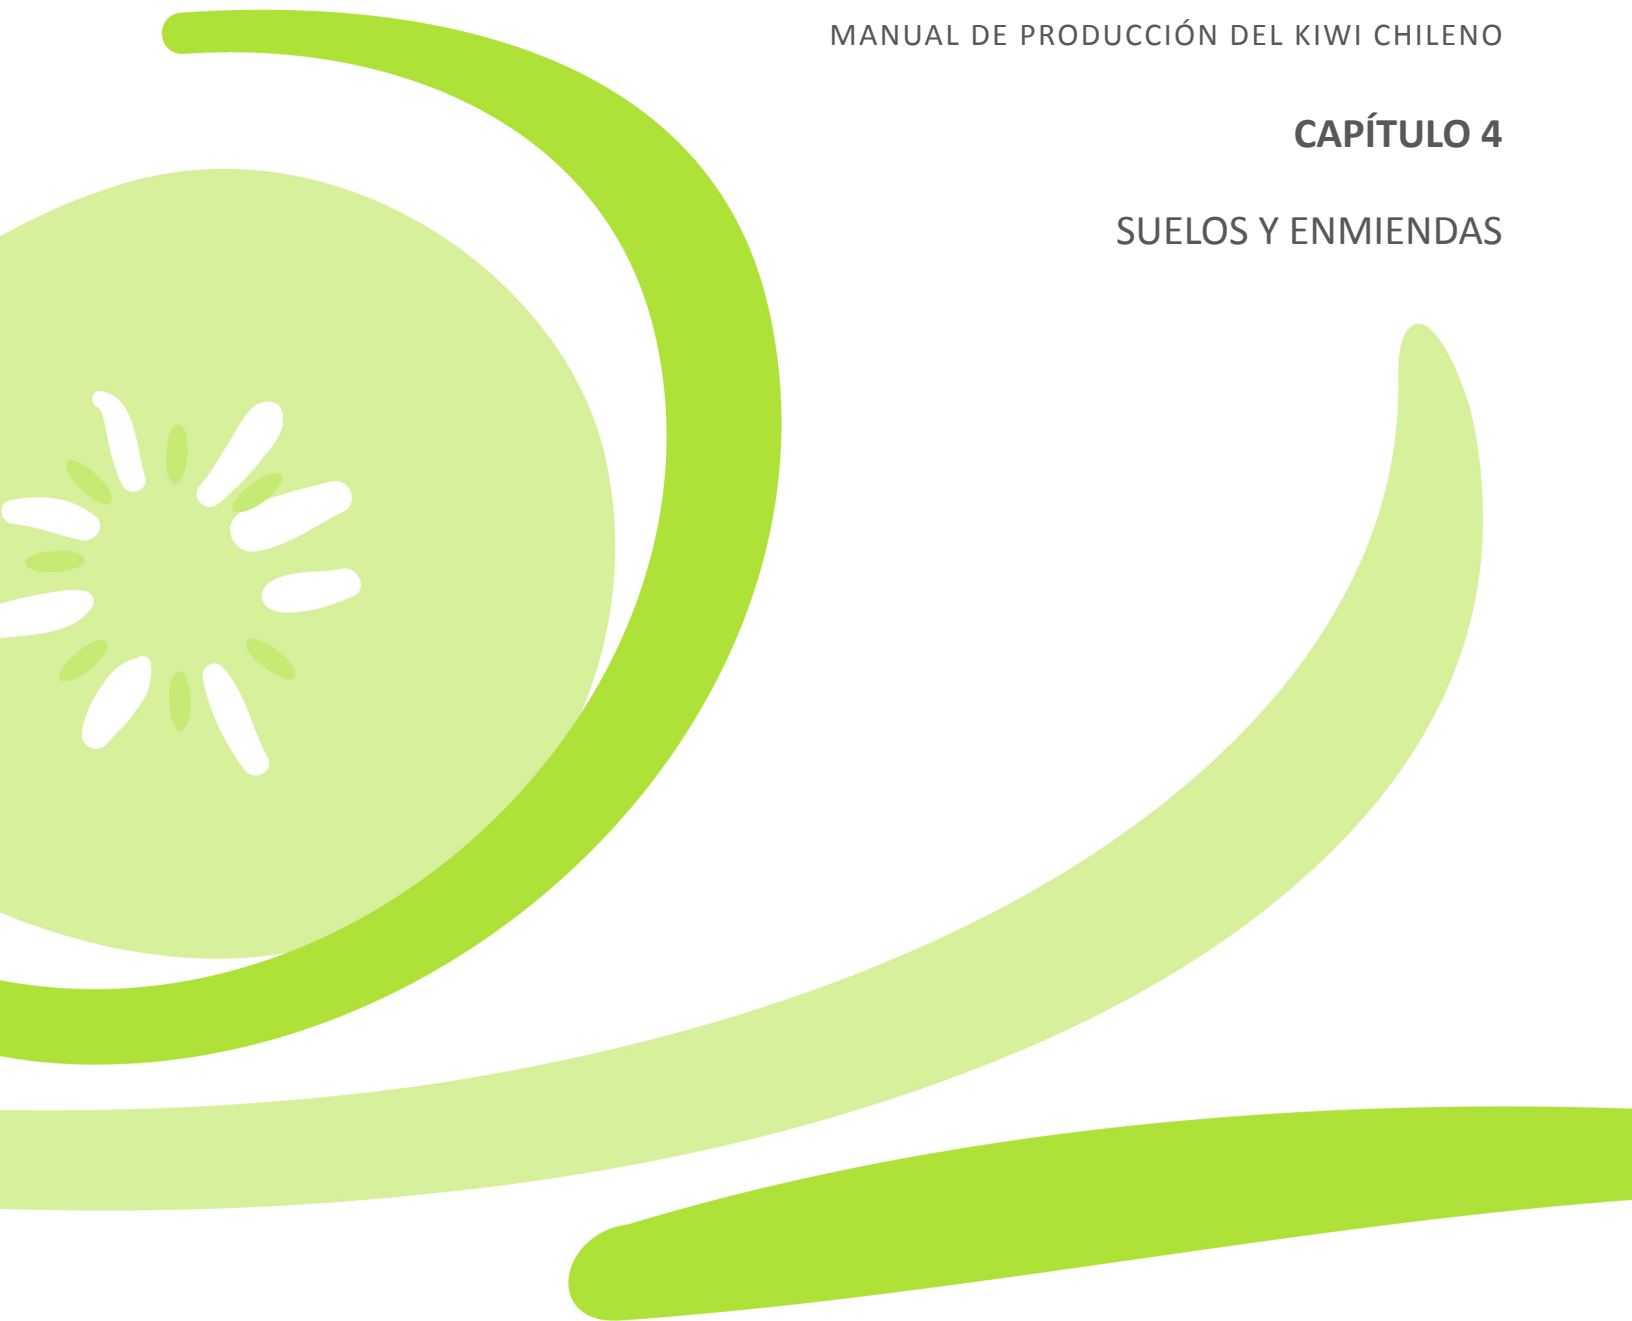 MANUAL DE PRODUCCIÓN DEL KIWI CHILENO
CAPÍTULO 4
SUELOS Y ENMIENDAS